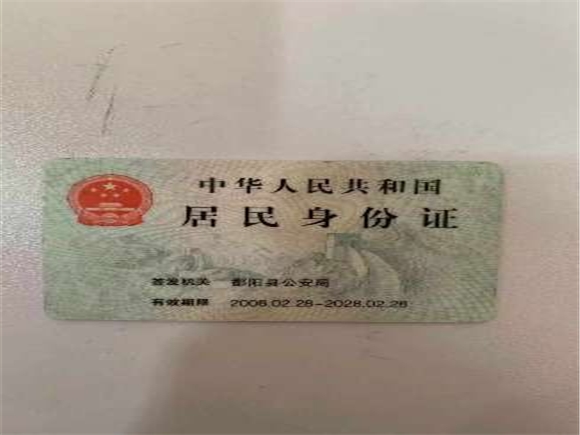 中华人民共和国
居民身份证
签发机关 彭阳县公安局
有效期限 2008.02.28-2028.02.28